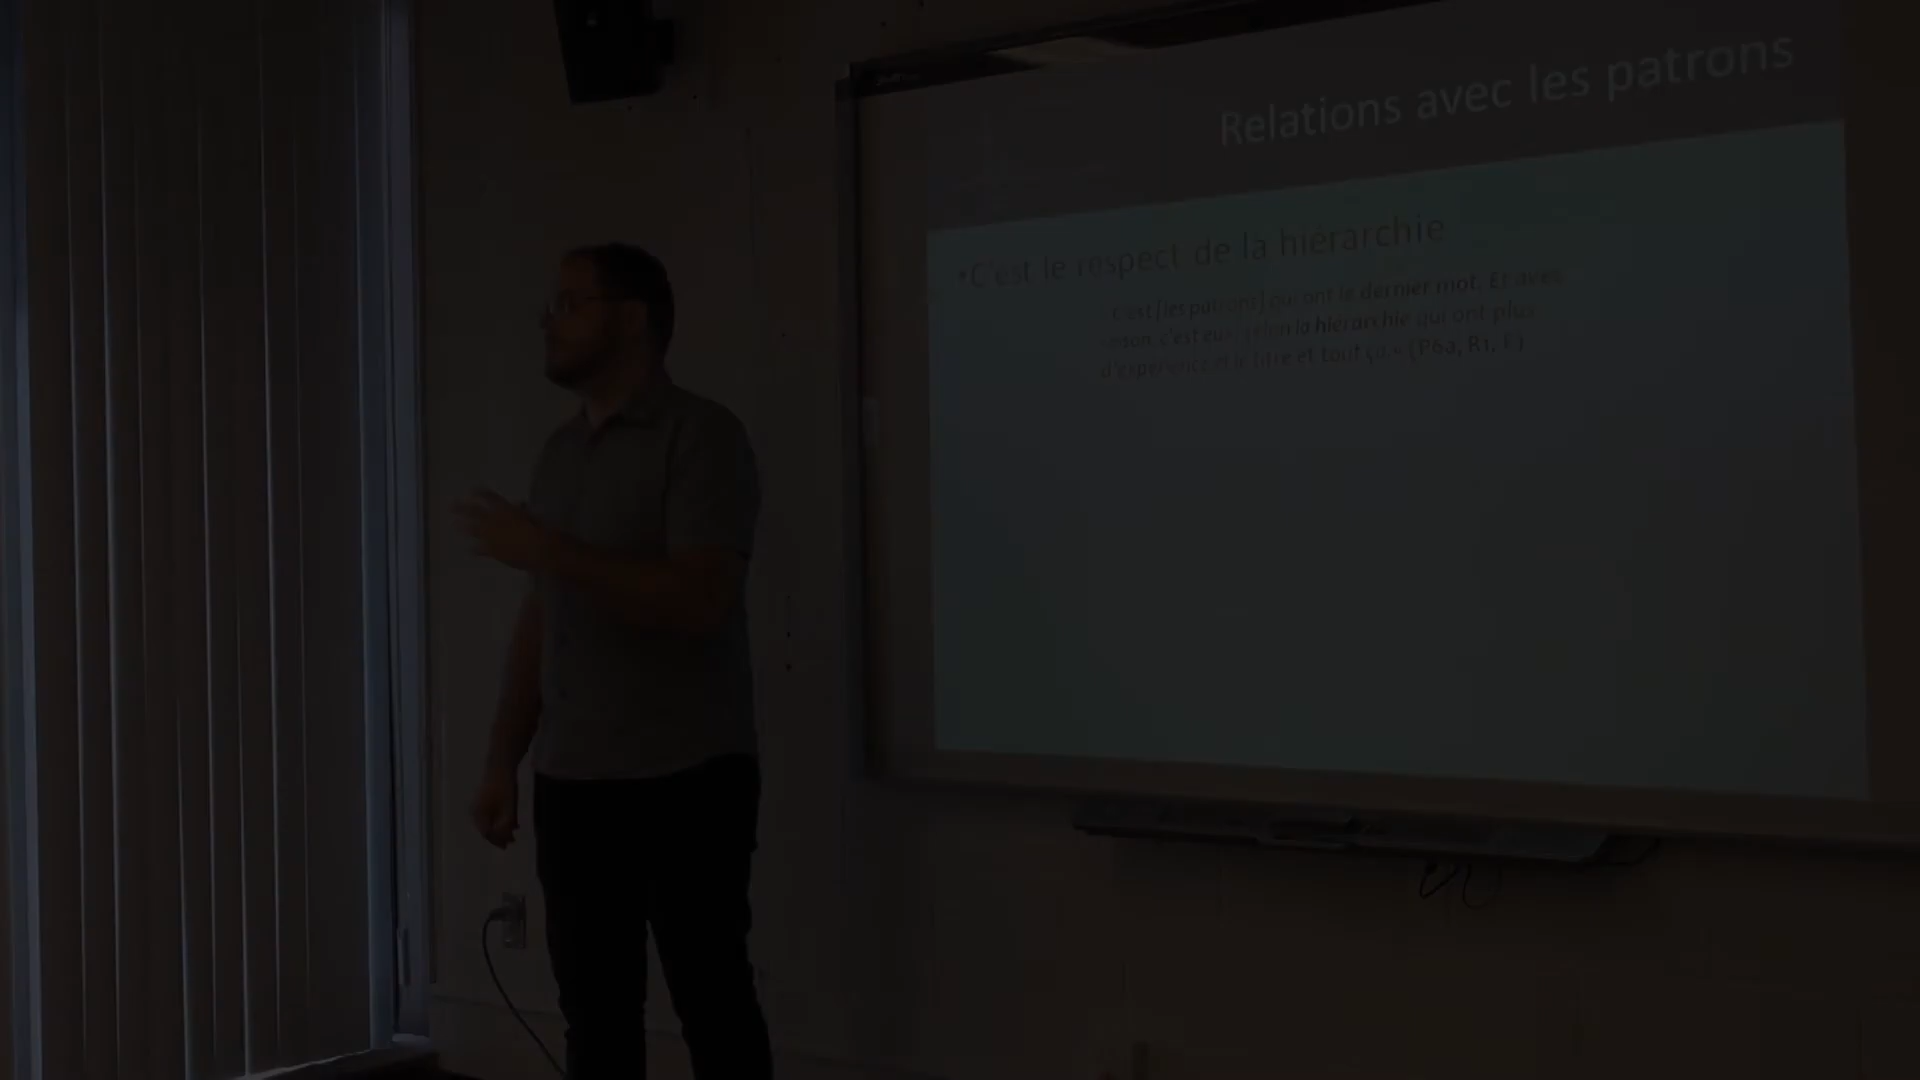 Relations avec les patrons
•C'est le respect de la hiérarchie
c'est [les patrons] qui ont le dernier mot. Et avec
raison, c'est eux selon la hiérarchie qui ont plus
d'expérience et le titre et tout ça.« (P6a, R1, F)